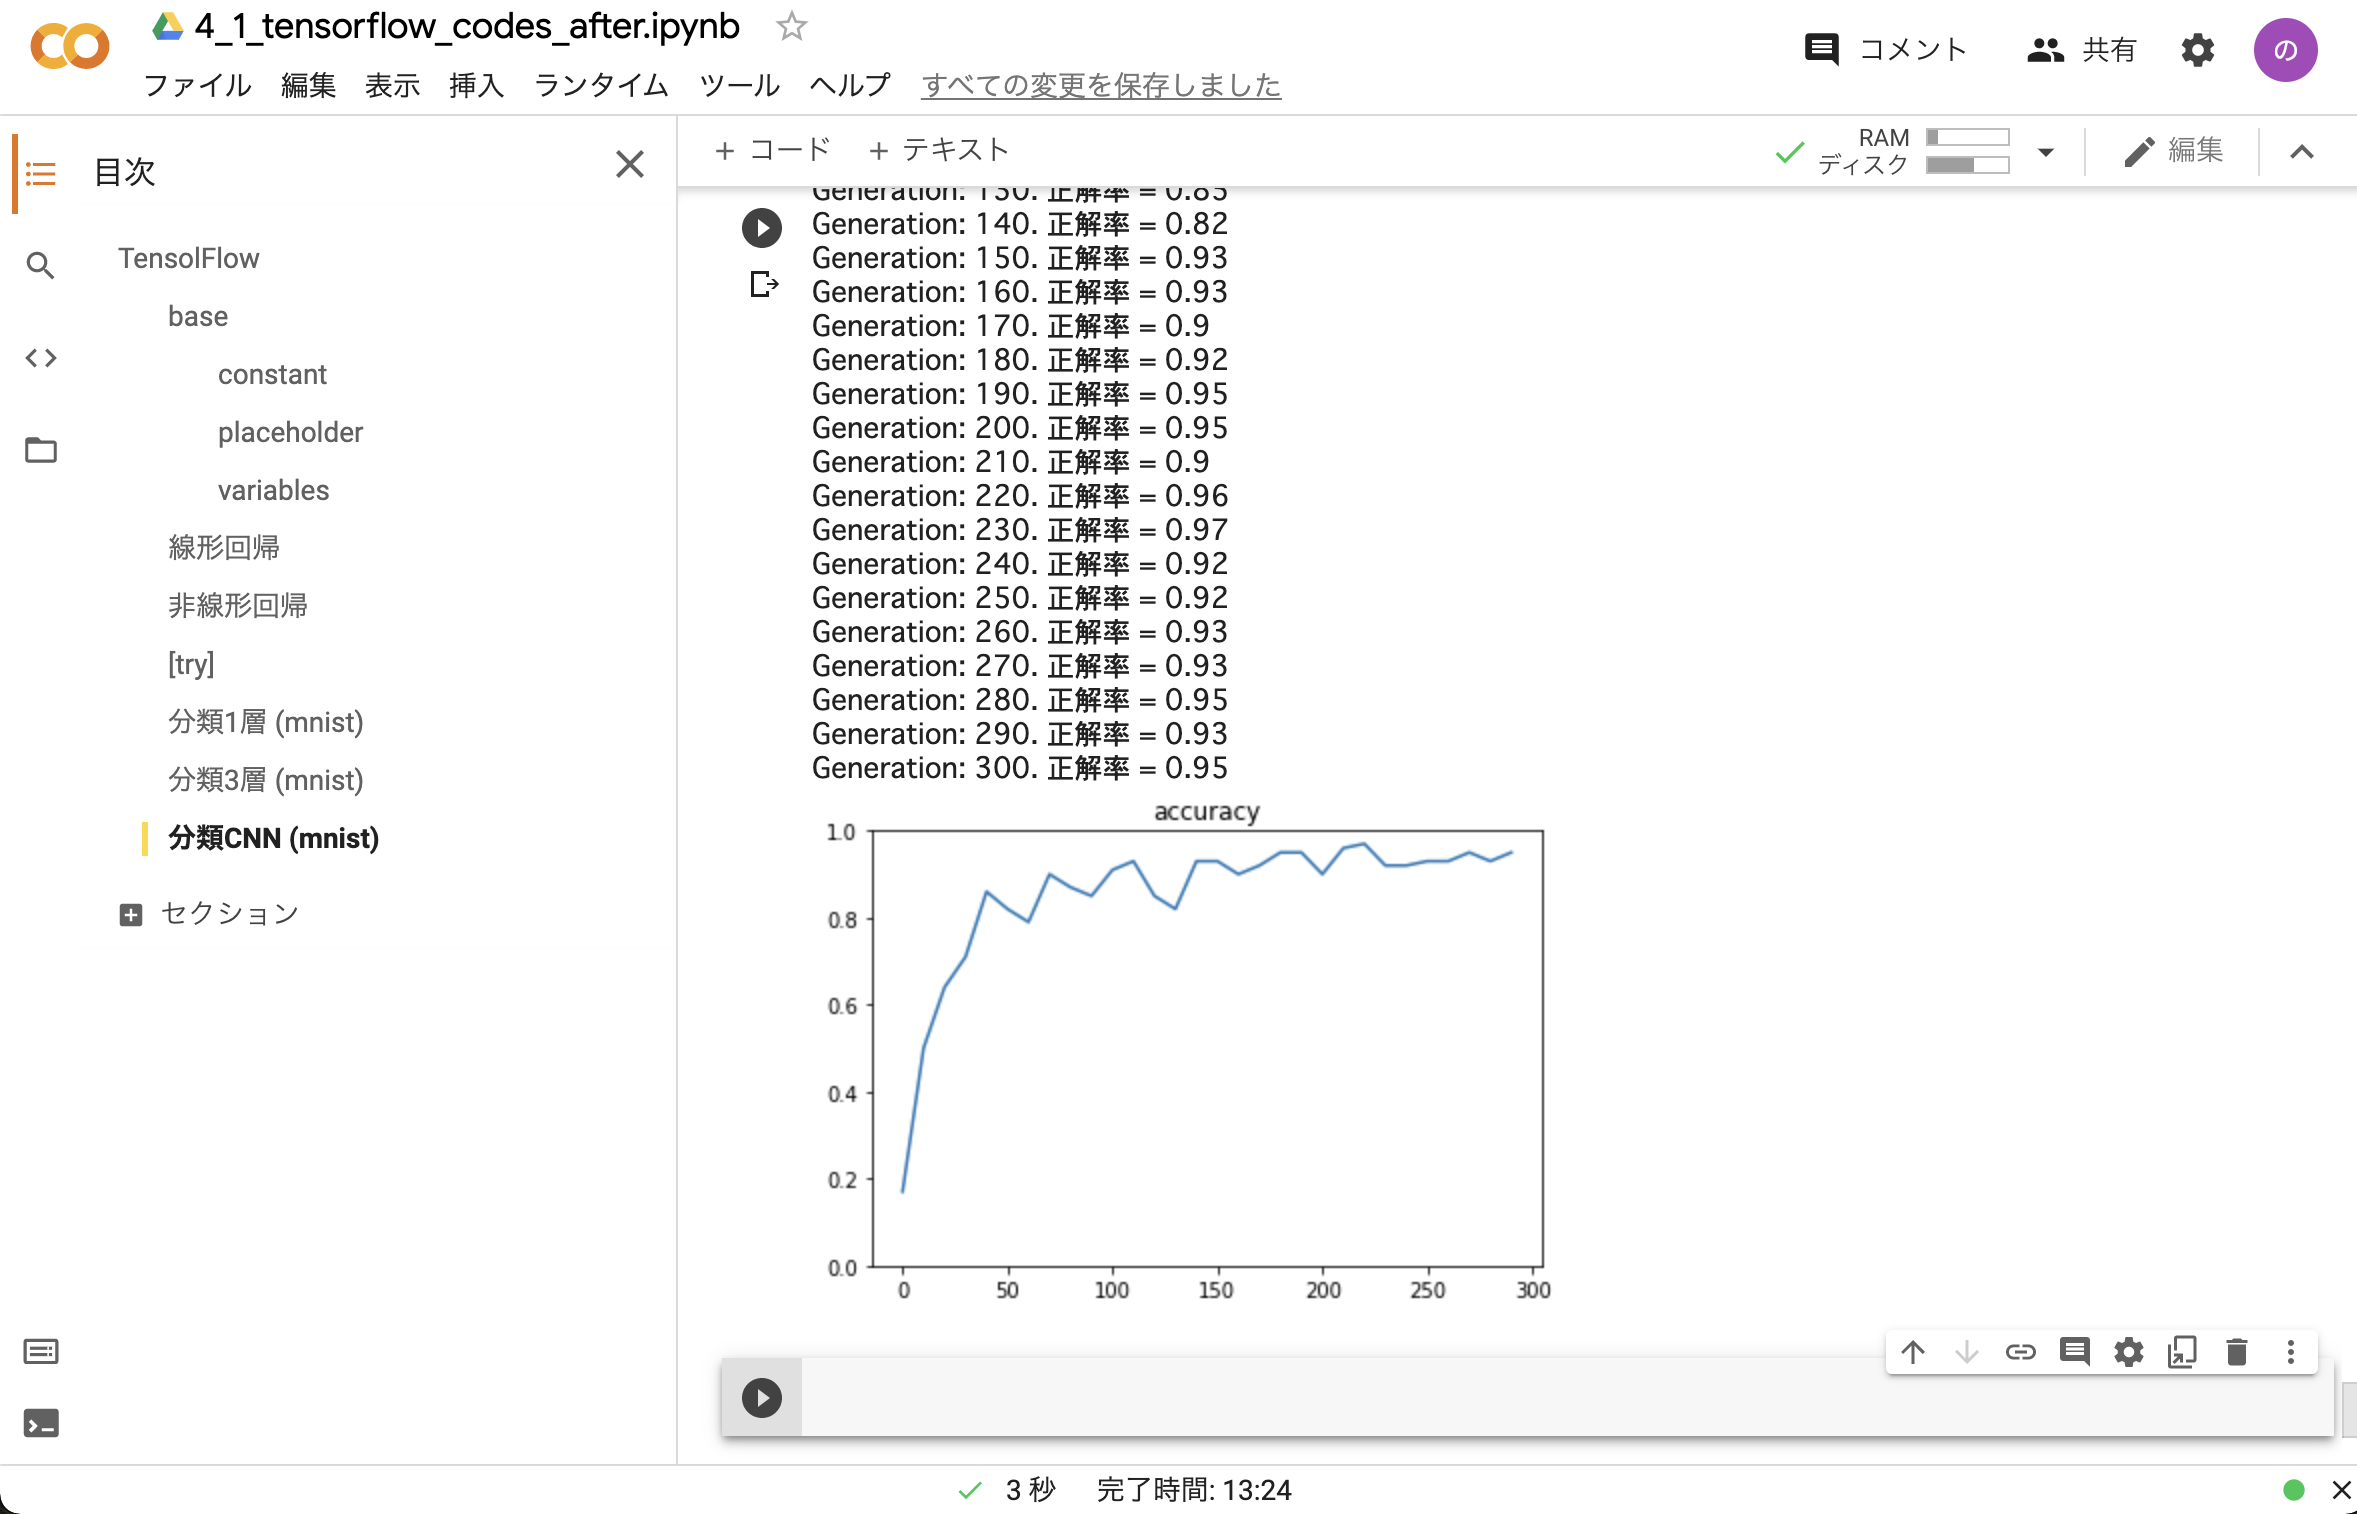 4_1_tensorflow_codes_after.ipynb
ファイル 編集 表示 挿入 ランタイム ツール ヘルプ すべての変更を保存しました
コメント 共有 の
目次
TensolFlow
base
constant
placeholder
variables
線形回帰
非線形回帰
[try]
分類1層 (mnist)
分類3層 (mnist)
分類CNN (mnist)
セクション
+ コード + テキスト
RAM
ディスク
編集
Generation: 130. 正解率 = 0.85
Generation: 140. 正解率 = 0.82
Generation: 150. 正解率 = 0.93
Generation: 160. 正解率 = 0.93
Generation: 170. 正解率 = 0.9
Generation: 180. 正解率 = 0.92
Generation: 190. 正解率 = 0.95
Generation: 200. 正解率 = 0.95
Generation: 210. 正解率 = 0.9
Generation: 220. 正解率 = 0.96
Generation: 230. 正解率 = 0.97
Generation: 240. 正解率 = 0.92
Generation: 250. 正解率 = 0.92
Generation: 260. 正解率 = 0.93
Generation: 270. 正解率 = 0.93
Generation: 280. 正解率 = 0.95
Generation: 290. 正解率 = 0.93
Generation: 300. 正解率 = 0.95
accuracy
1.0
0.8
0.6
0.4
0.2
0.0
0 50 100 150 200 250 300
3 秒 完了時間: 13:24